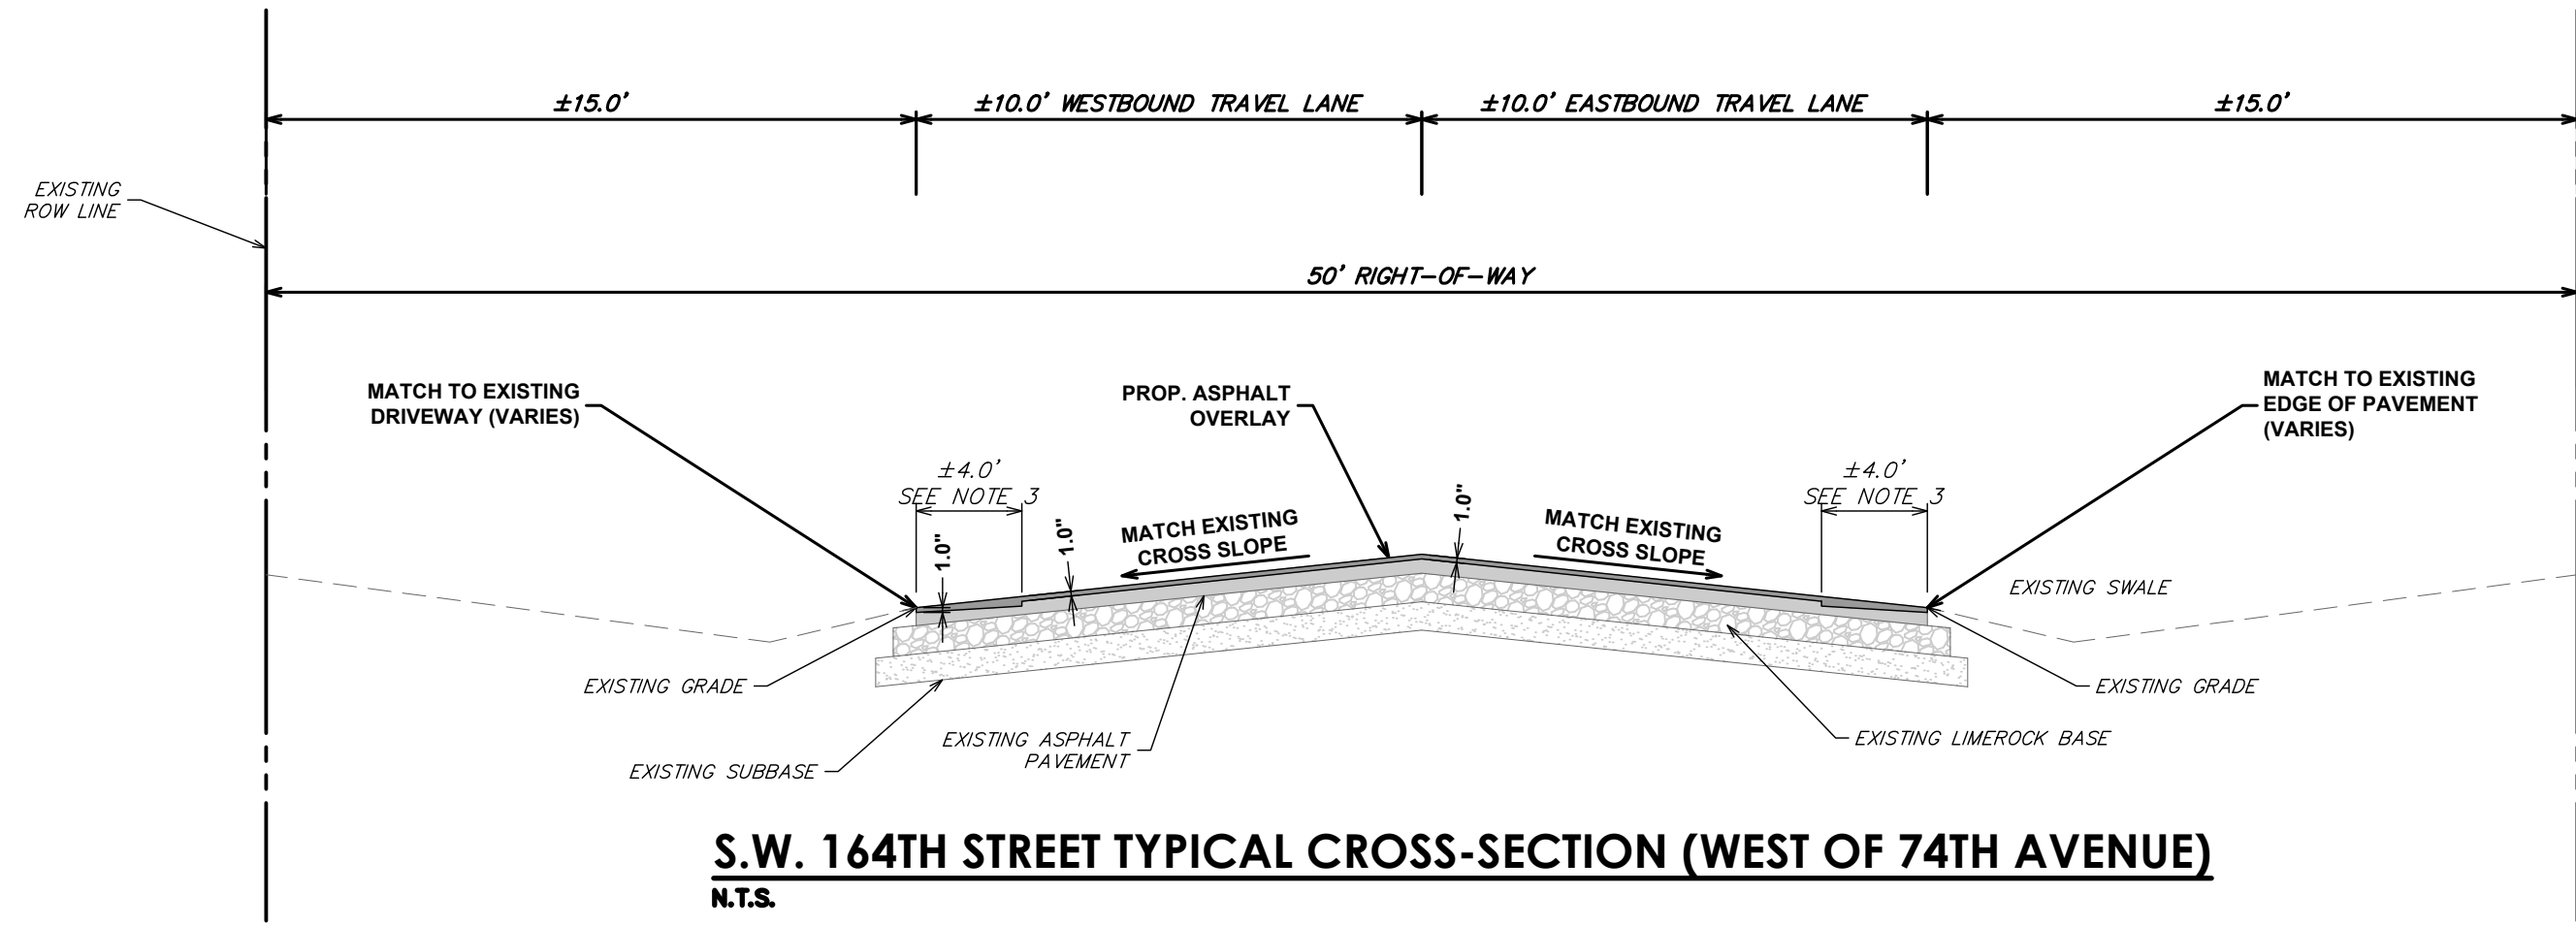 ±15.0'
±10.0' WESTBOUND TRAVEL LANE
±10.0' EASTBOUND TRAVEL LANE
±15.0'
EXISTING
ROW LINE
50' RIGHT-OF-WAY
MATCH TO EXISTING
DRIVEWAY (VARIES)
PROP. ASPHALT
OVERLAY
MATCH TO EXISTING
EDGE OF PAVEMENT
(VARIES)
±4.0'
SEE NOTE 3
±4.0'
SEE NOTE 3
1.0"
1.0"
MATCH EXISTING
CROSS SLOPE
1.0"
MATCH EXISTING
CROSS SLOPE
EXISTING SWALE
EXISTING GRADE
EXISTING GRADE
EXISTING ASPHALT
PAVEMENT
EXISTING LIMEROCK BASE
EXISTING SUBBASE
S.W. 164TH STREET TYPICAL CROSS-SECTION (WEST OF 74TH AVENUE)
N.T.S.